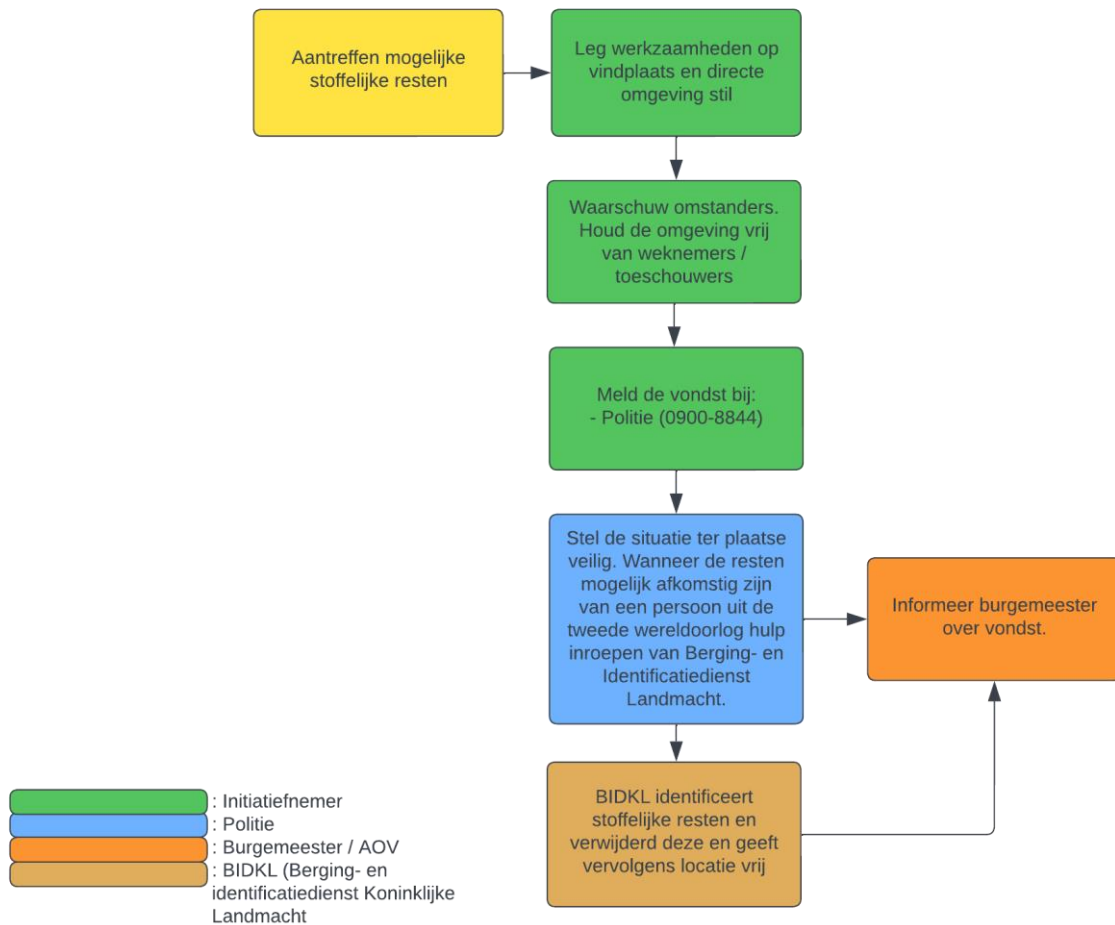 Aantreffen mogelijke
stoffelijke resten
Leg werkzaamheden op
vindplaats en directe
omgeving stil
Waarschuw omstanders.
Houd de omgeving vrij
van weknemers /
toeschouwers
Meld de vondst bij:
- Politie (0900-8844)
Stel de situatie ter plaatse
veilig. Wanneer de resten
mogelijk afkomstig zijn
van een persoon uit de
tweede wereldoorlog hulp
inroepen van Berging- en
Identificatiedienst
Landmacht.
Informeer burgemeester
over vondst.
BIDKL identificeert
stoffelijke resten en
verwijderd deze en geeft
vervolgens locatie vrij
: Initiatiefnemer
: Politie
: Burgemeester / AOV
: BIDKL (Berging- en
identificatiedienst Koninklijke
Landmacht